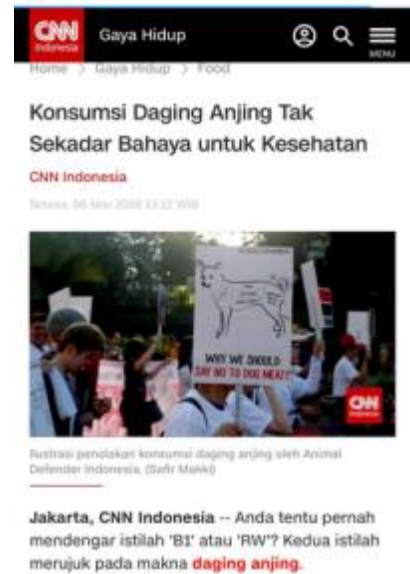 CNN
Indonesia
Gaya Hidup
MENU
Home > Gaya Hidup > Food
Konsumsi Daging Anjing Tak
Sekadar Bahaya untuk Kesehatan
CNN Indonesia
WIB
WHY WE SHOULD
SAY NO TO DOG MEAT?
CNN
Indonesia
Ilustrasi penolakan konsumsi daging anjing oleh Animal
Defender Indonesia. (Safir Makki)
Jakarta, CNN Indonesia -- Anda tentu pernah
mendengar istilah 'B1' atau 'RW'? Kedua istilah
merujuk pada makna daging anjing.